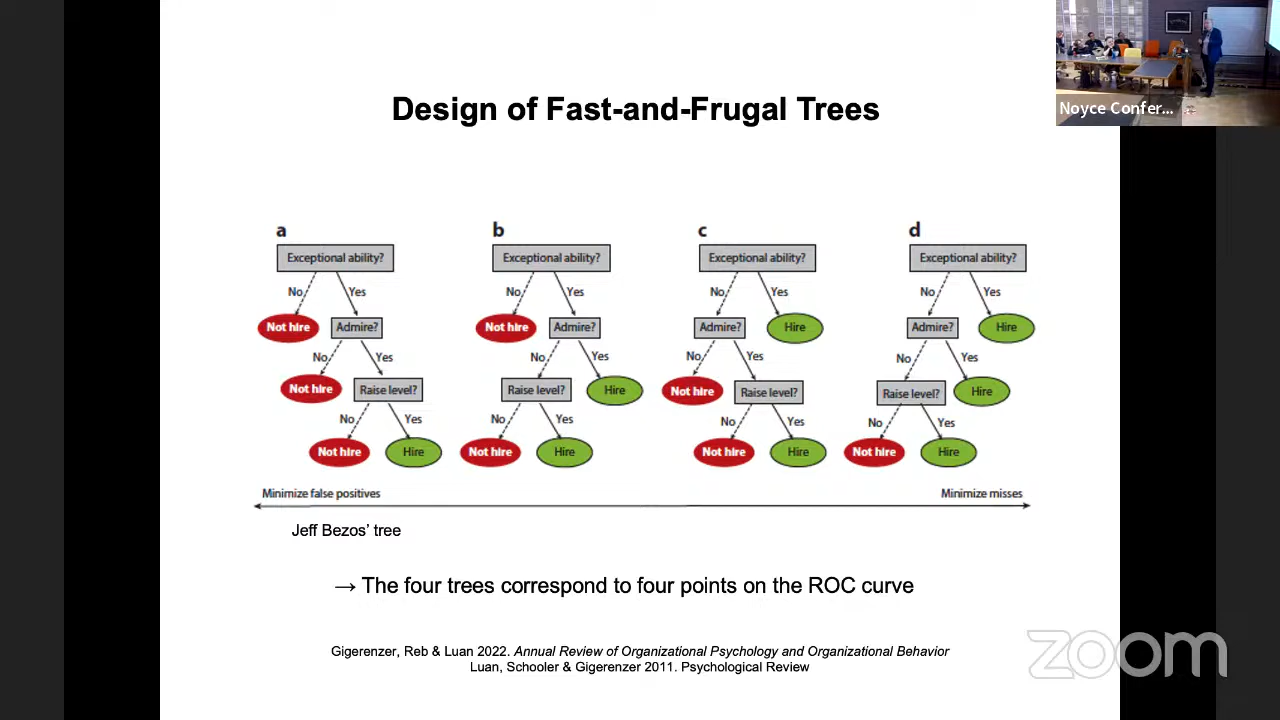 Design of Fast-and-Frugal Trees
Noyce Confer...
a
Exceptional ability?
No
Yes
Not hire
Admire?
No
Yes
Not hire
Raise level?
No
Yes
Not hire
Hire
b
Exceptional ability?
No
Yes
Not hire
Admire?
No
Yes
Raise level?
Hire
No
Yes
Not hire
Hire
c
Exceptional ability?
No
Yes
Admire?
Hire
No
Yes
Not hire
Raise level?
No
Yes
Not hire
Hire
d
Exceptional ability?
No
Yes
Admire?
Hire
No
Yes
Raise level?
Hire
No
Yes
Not hire
Hire
Minimize false positives
Minimize misses
Jeff Bezos’ tree
→ The four trees correspond to four points on the ROC curve
Gigerenzer, Reb & Luan 2022. Annual Review of Organizational Psychology and Organizational Behavior
Luan, Schooler & Gigerenzer 2011. Psychological Review
zoom